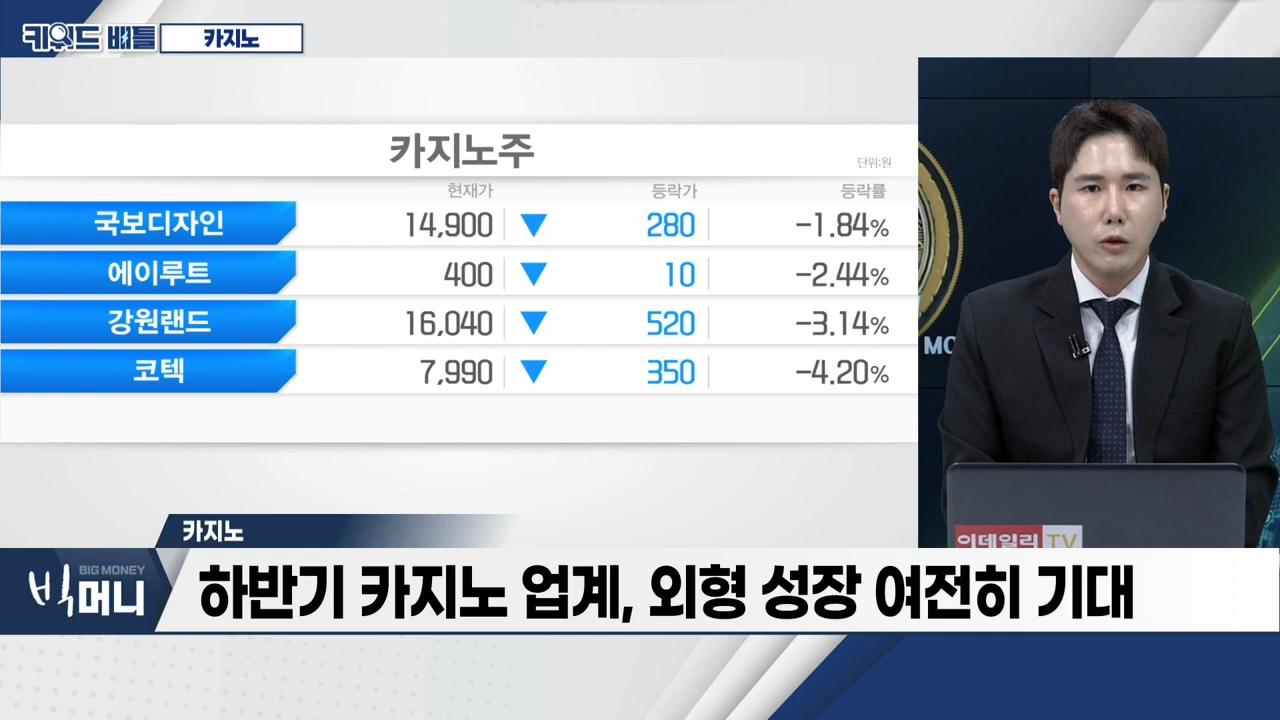 키워드 배틀 카지노
카지노주
단위:원
현재가 등락가 등락률
국보디자인 14,900 ▼ 280 -1.84%
에이루트 400 ▼ 10 -2.44%
강원랜드 16,040 ▼ 520 -3.14%
코텍 7,990 ▼ 350 -4.20%
MO
이데일리 TV
카지노
BIG MONEY
빅머니
하반기 카지노 업계, 외형 성장 여전히 기대